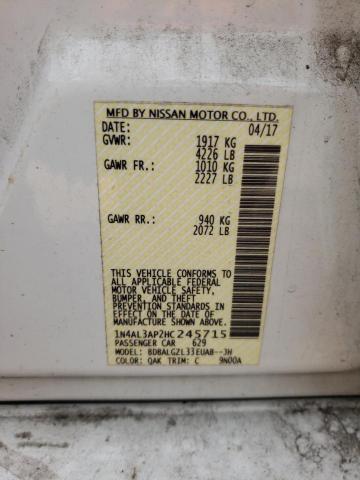 MFD BY NISSAN MOTOR CO., LTD.
DATE: 04/17
GVWR: 1917 KG
4226 LB
GAWR FR.: 1010 KG
2227 LB
GAWR RR.: 940 KG
2072 LB
THIS VEHICLE CONFORMS TO
ALL APPLICABLE FEDERAL
MOTOR VEHICLE SAFETY,
BUMPER, AND THEFT
PREVENTION STANDARDS IN
EFFECT ON THE DATE OF
MANUFACTURE SHOWN ABOVE.
1N4AL3AP2HC245715
PASSENGER CAR 629
MODEL: BDBALGZL33EUAB--JH
COLOR: QAK TRIM: C 9N00A